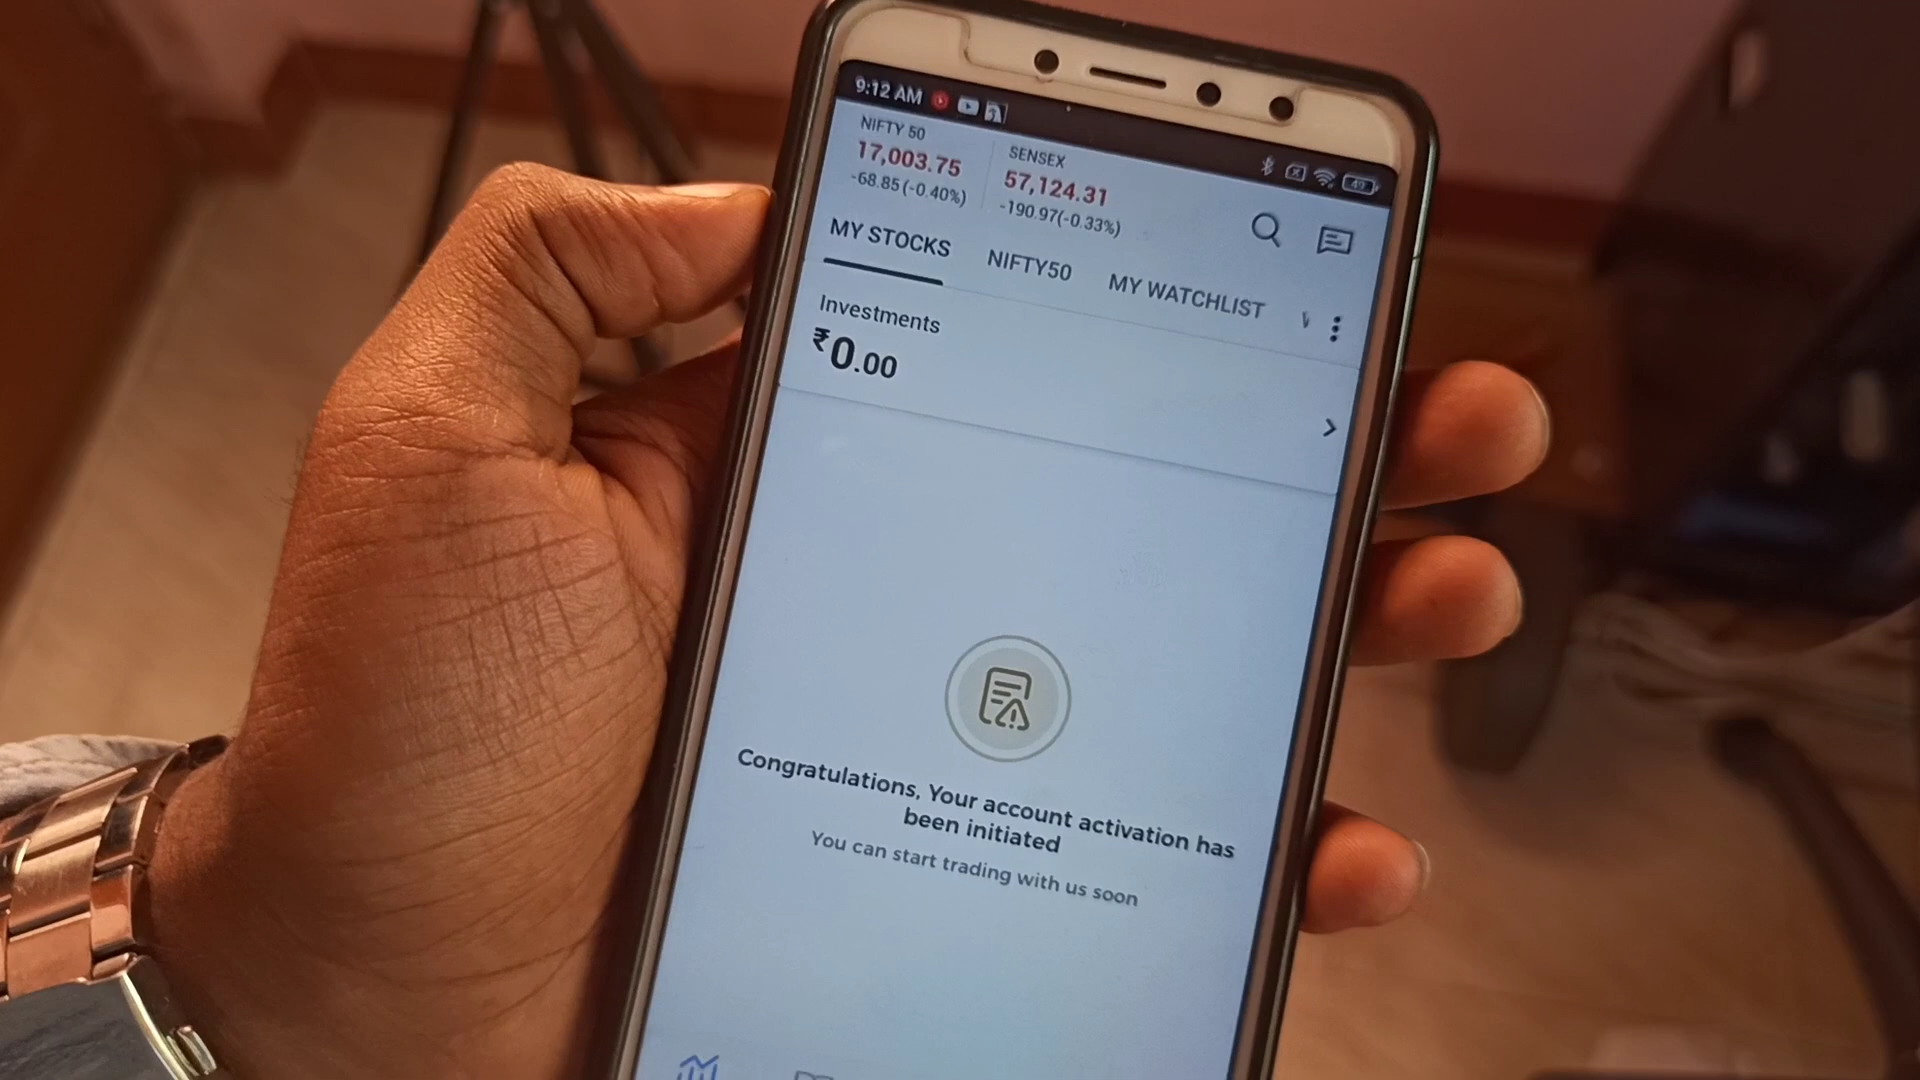 9:12 AM
49
NIFTY 50
17,003.75
-68.85(-0.40%)
SENSEX
57,124.31
-190.97(-0.33%)
MY STOCKS
NIFTY50
MY WATCHLIST
Investments
₹0.00
Congratulations, Your account activation has
been initiated
You can start trading with us soon